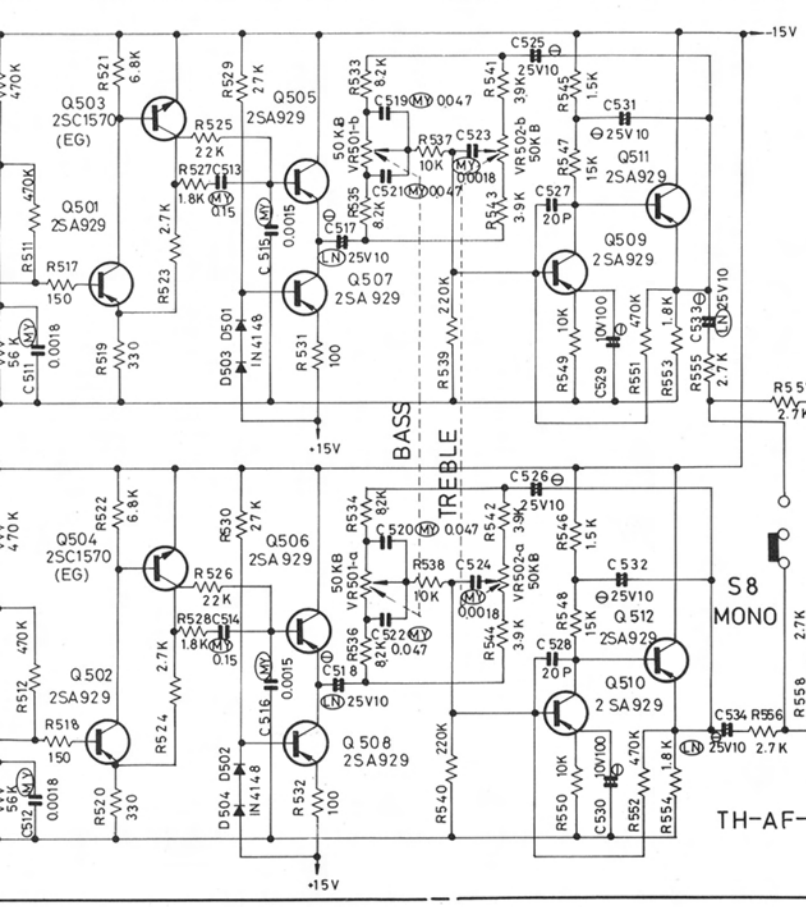 -15V
470K
R521
6.8K
Q503
2SC1570
(EG)
R529
27K
Q505
2SA929
R533
8.2K
C519 MY 0047
50KB
VR501-b
R537
10K
C523
MY
0.0018
C521 MY 0047
R535
8.2K
R541
3,9K
C525
25V10
VR502-b
50KB
R543
3.9K
R545
1.5K
C531
25V10
R547
15K
Q511
2SA929
C527
20P
R525
22K
R527
1.8K
C513
MY
0.15
MY
C515
0.0015
C517
LN 25V10
Q507
2SA929
Q509
2SA929
470K
R511
Q501
2SA929
R517
150
2.7K
R523
R519
330
MY
56K
C511
0.0018
D503 D501
IN4148
R531
100
+15V
220K
R539
R549
10K
10V100
C529
470K
R551
1.8K
R553
C533
LN 25V10
R555
2.7K
R55
2.7K
BASS
TREBLE
470K
R522
6.8K
Q504
2SC1570
(EG)
R530
27K
Q506
2SA929
R534
82K
C520 MY 0.047
50KB
VR501-a
R538
10K
C524
MY
0.0018
C522 MY
0.047
R536
82K
R542
3.9K
C526
25V10
VR502-a
50KB
R544
3.9K
R546
1.5K
C532
25V10
R548
15K
Q512
2SA929
C528
20P
S8
MONO
R526
22K
R528
1.8K
C514
MY
0.15
MY
C516
0.0015
C518
LN 25V10
Q508
2SA929
Q510
2SA929
470K
R512
Q502
2SA929
R518
150
2.7K
R524
R520
330
MY
56K
C512
0.0018
D504 D502
IN4148
R532
100
+15V
220K
R540
R550
10K
10V100
C530
470K
R552
1.8K
R554
LN
C534
25V10
R556
2.7K
2.7K
R558
TH-AF-